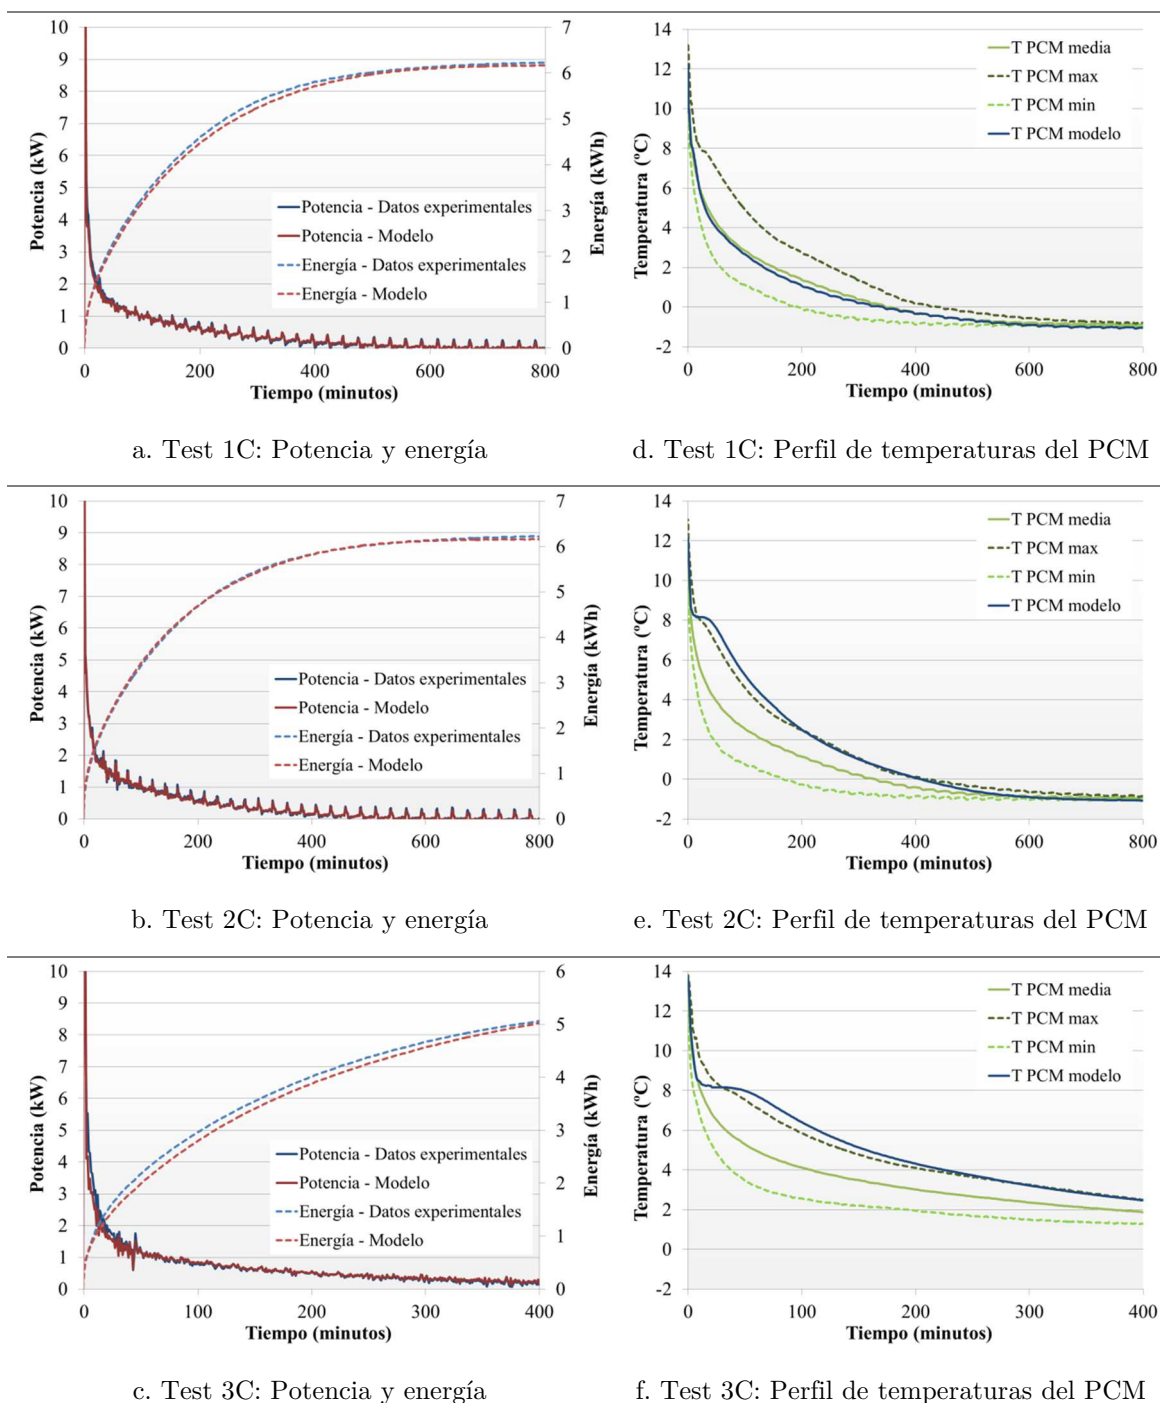 10
9
8
7
6
5
4
3
2
1
0
Potencia (kW)
7
6
5
4
3
2
1
0
Energía (kWh)
Potencia - Datos experimentales
Potencia - Modelo
Energía - Datos experimentales
Energía - Modelo
0 200 400 600 800
Tiempo (minutos)
a. Test 1C: Potencia y energía
14
12
10
8
6
4
2
0
-2
Temperatura (ºC)
T PCM media
T PCM max
T PCM min
T PCM modelo
0 200 400 600 800
Tiempo (minutos)
d. Test 1C: Perfil de temperaturas del PCM
10
9
8
7
6
5
4
3
2
1
0
Potencia (kW)
7
6
5
4
3
2
1
0
Energía (kWh)
Potencia - Datos experimentales
Potencia - Modelo
Energía - Datos experimentales
Energía - Modelo
0 200 400 600 800
Tiempo (minutos)
b. Test 2C: Potencia y energía
14
12
10
8
6
4
2
0
-2
Temperatura (ºC)
T PCM media
T PCM max
T PCM min
T PCM modelo
0 200 400 600 800
Tiempo (minutos)
e. Test 2C: Perfil de temperaturas del PCM
10
9
8
7
6
5
4
3
2
1
0
Potencia (kW)
6
5
4
3
2
1
0
Energía (kWh)
Potencia - Datos experimentales
Potencia - Modelo
Energía - Datos experimentales
Energía - Modelo
0 100 200 300 400
Tiempo (minutos)
c. Test 3C: Potencia y energía
14
12
10
8
6
4
2
0
-2
Temperatura (ºC)
T PCM media
T PCM max
T PCM min
T PCM modelo
0 100 200 300 400
Tiempo (minutos)
f. Test 3C: Perfil de temperaturas del PCM